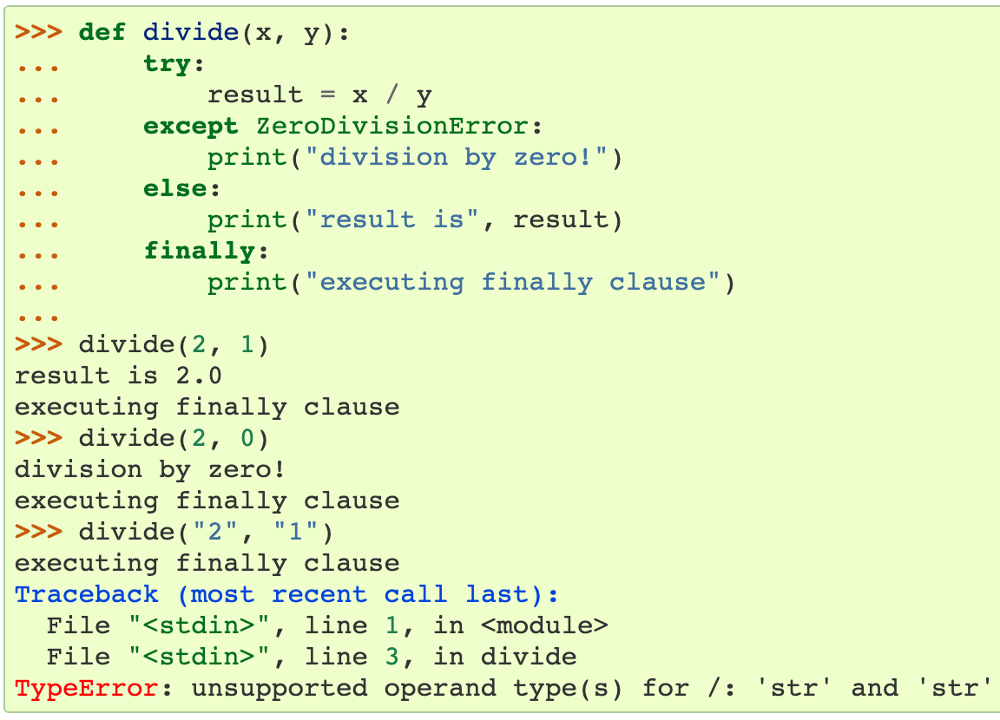 >>> def divide(x, y):
...     try:
...         result = x / y
...     except ZeroDivisionError:
...         print("division by zero!")
...     else:
...         print("result is", result)
...     finally:
...         print("executing finally clause")
...
>>> divide(2, 1)
result is 2.0
executing finally clause
>>> divide(2, 0)
division by zero!
executing finally clause
>>> divide("2", "1")
executing finally clause
Traceback (most recent call last):
  File "<stdin>", line 1, in <module>
  File "<stdin>", line 3, in divide
TypeError: unsupported operand type(s) for /: 'str' and 'str'